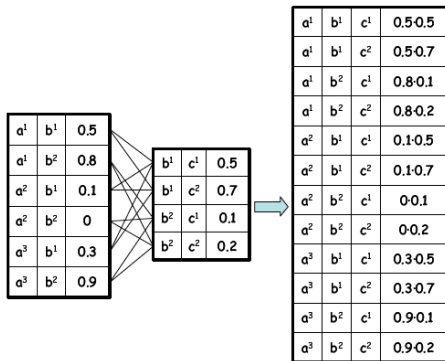 a¹ b¹ 0.5
a¹ b² 0.8
a² b¹ 0.1
a² b² 0
a³ b¹ 0.3
a³ b² 0.9
b¹ c¹ 0.5
b¹ c² 0.7
b² c¹ 0.1
b² c² 0.2
a¹ b¹ c¹ 0.5·0.5
a¹ b¹ c² 0.5·0.7
a¹ b² c¹ 0.8·0.1
a¹ b² c² 0.8·0.2
a² b¹ c¹ 0.1·0.5
a² b¹ c² 0.1·0.7
a² b² c¹ 0·0.1
a² b² c² 0·0.2
a³ b¹ c¹ 0.3·0.5
a³ b¹ c² 0.3·0.7
a³ b² c¹ 0.9·0.1
a³ b² c² 0.9·0.2